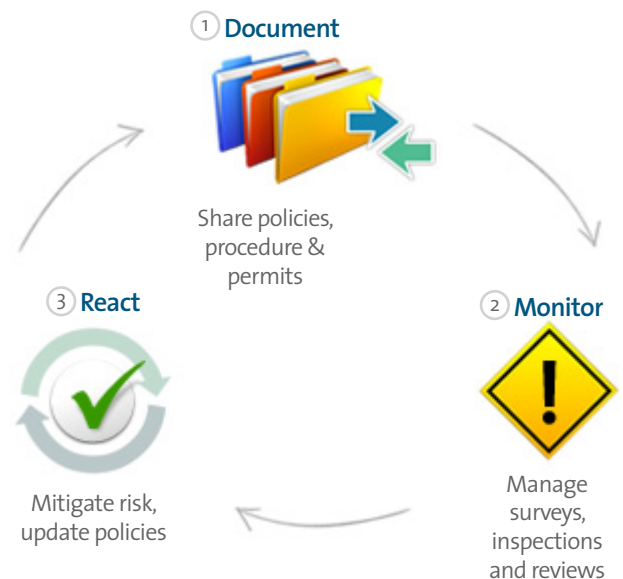 1 Document
Share policies,
procedure &
permits
2 Monitor
Manage
surveys,
inspections
and reviews
3 React
Mitigate risk,
update policies